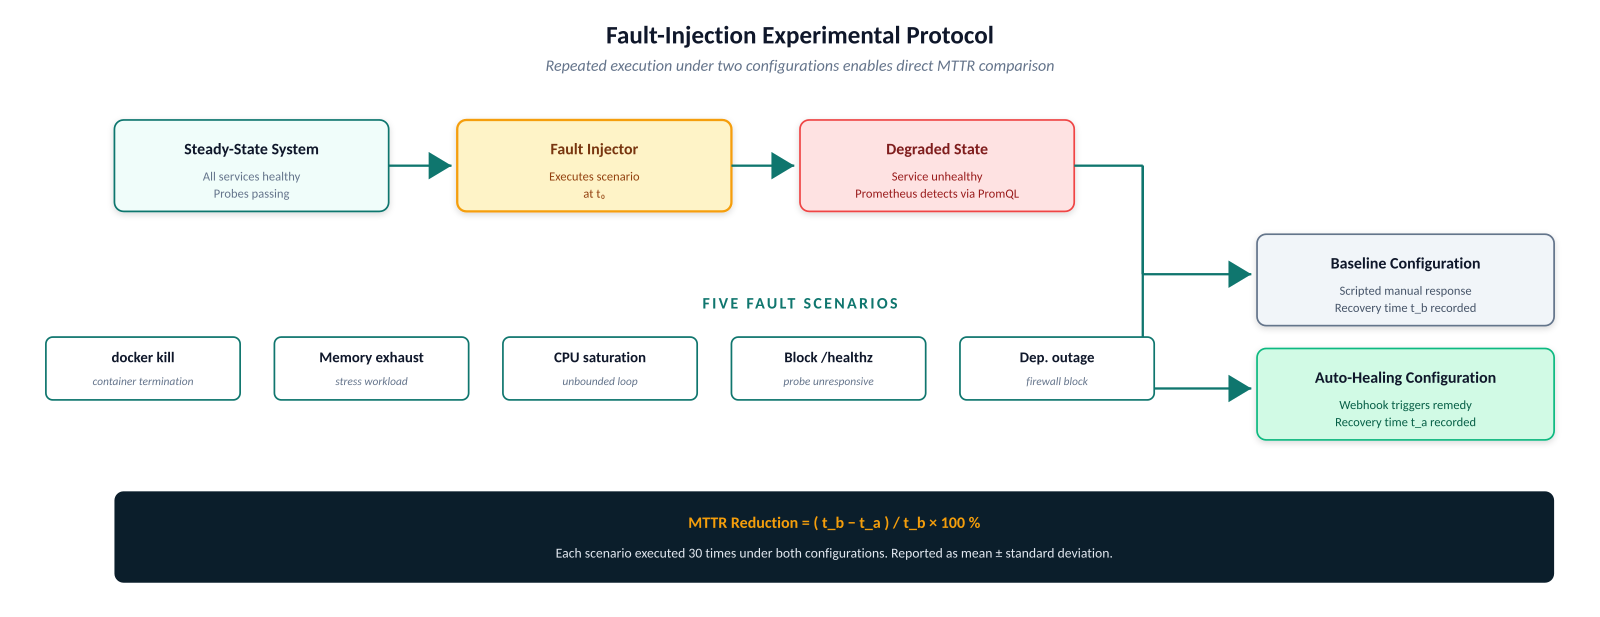 Fault-Injection Experimental Protocol
Repeated execution under two configurations enables direct MTTR comparison
Steady-State System
All services healthy
Probes passing
Fault Injector
Executes scenario
at t₀
Degraded State
Service unhealthy
Prometheus detects via PromQL
Baseline Configuration
Scripted manual response
Recovery time t_b recorded
FIVE FAULT SCENARIOS
docker kill
container termination
Memory exhaust
stress workload
CPU saturation
unbounded loop
Block /healthz
probe unresponsive
Dep. outage
firewall block
Auto-Healing Configuration
Webhook triggers remedy
Recovery time t_a recorded
MTTR Reduction = ( t_b − t_a ) / t_b × 100 %
Each scenario executed 30 times under both configurations. Reported as mean ± standard deviation.